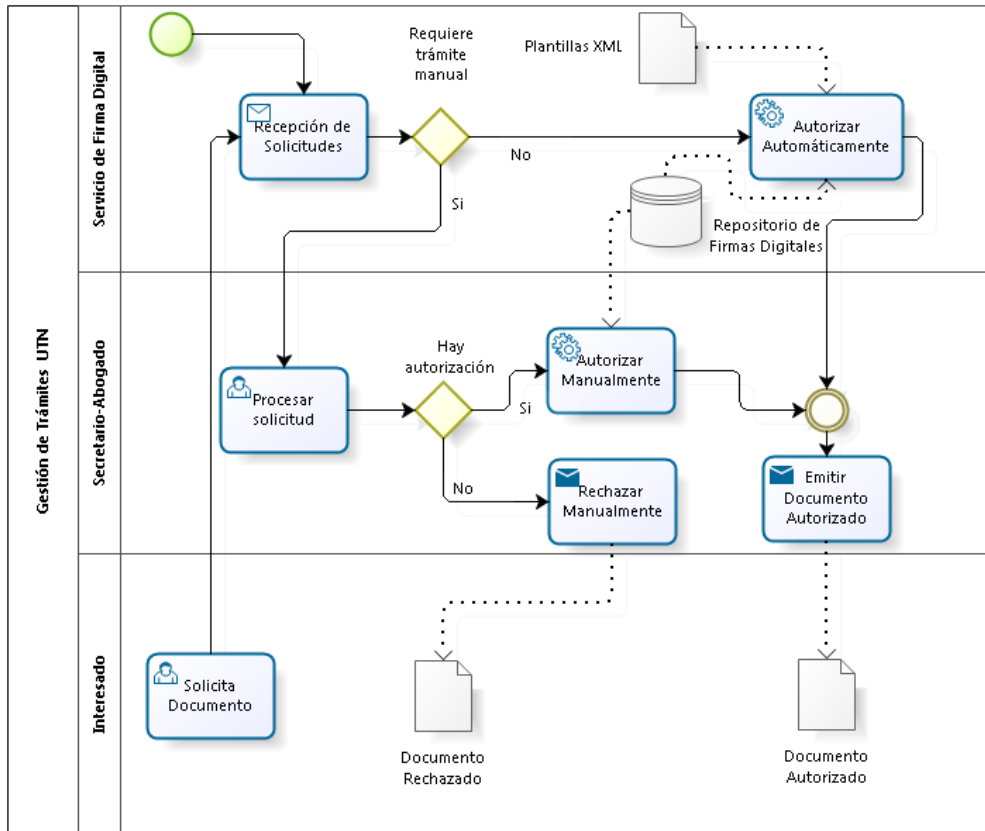 Gestión de Trámites  UTN
Servicio de Firma Digital
Requiere
trámite
manual
Plantillas XML
Recepción de
Solicitudes
No
Si
Autorizar
Automáticamente
Repositorio de
Firmas Digitales
Secretario-Abogado
Procesar
solicitud
Hay
autorización
Si
No
Autorizar
Manualmente
Rechazar
Manualmente
Emitir
Documento
Autorizado
Interesado
Solicita
Documento
Documento
Rechazado
Documento
Autorizado